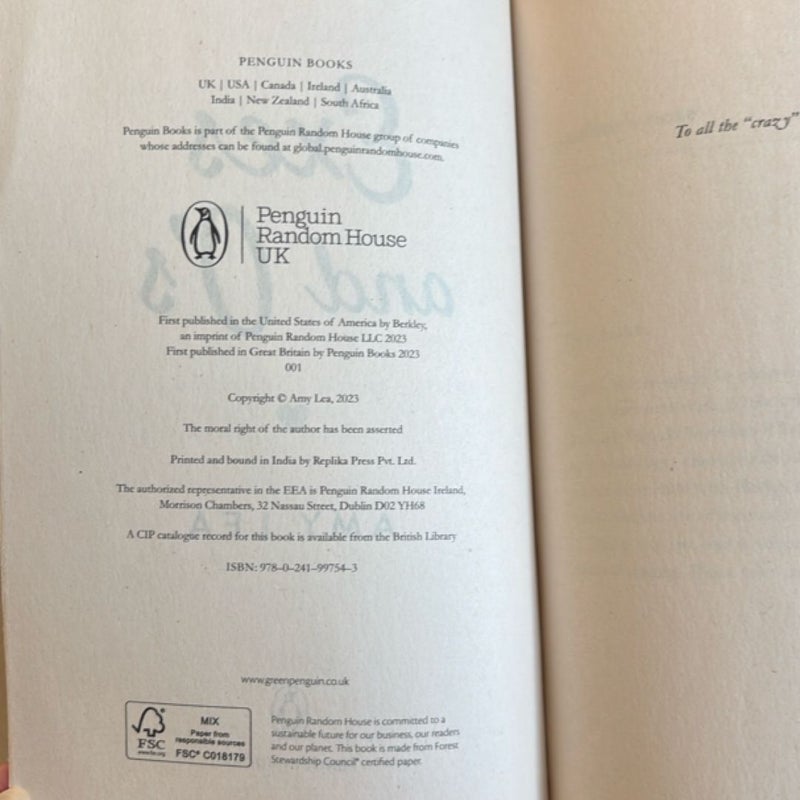 PENGUIN BOOKS
UK | USA | Canada | Ireland | Australia
India | New Zealand | South Africa
Penguin Books is part of the Penguin Random House group of companies
whose addresses can be found at global.penguinrandomhouse.com.
Penguin
Random House
UK
First published in the United States of America by Berkley,
an imprint of Penguin Random House LLC 2023
First published in Great Britain by Penguin Books 2023
001
Copyright © Amy Lea, 2023
The moral right of the author has been asserted
Printed and bound in India by Replika Press Pvt. Ltd.
The authorized representative in the EEA is Penguin Random House Ireland,
Morrison Chambers, 32 Nassau Street, Dublin D02 YH68
A CIP catalogue record for this book is available from the British Library
ISBN: 978–0–241–99754–3
www.greenpenguin.co.uk
FSC
www.fsc.org
MIX
Paper from
responsible sources
FSC® C018179
Penguin Random House is committed to a
sustainable future for our business, our readers
and our planet. This book is made from Forest
Stewardship Council® certified paper.
To all the “crazy”